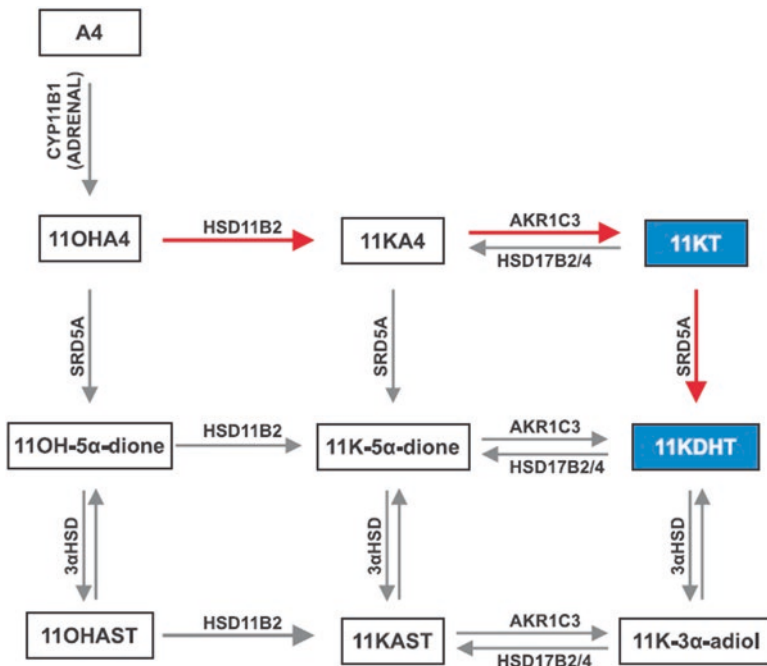 A4
CYP11B1
(ADRENAL)
11OHA4
HSD11B2
11KA4
AKR1C3
HSD17B2/4
11KT
SRD5A
SRD5A
SRD5A
11OH-5α-dione
HSD11B2
11K-5α-dione
AKR1C3
HSD17B2/4
11KDHT
3αHSD
3αHSD
3αHSD
11OHAST
HSD11B2
11KAST
AKR1C3
HSD17B2/4
11K-3α-adiol